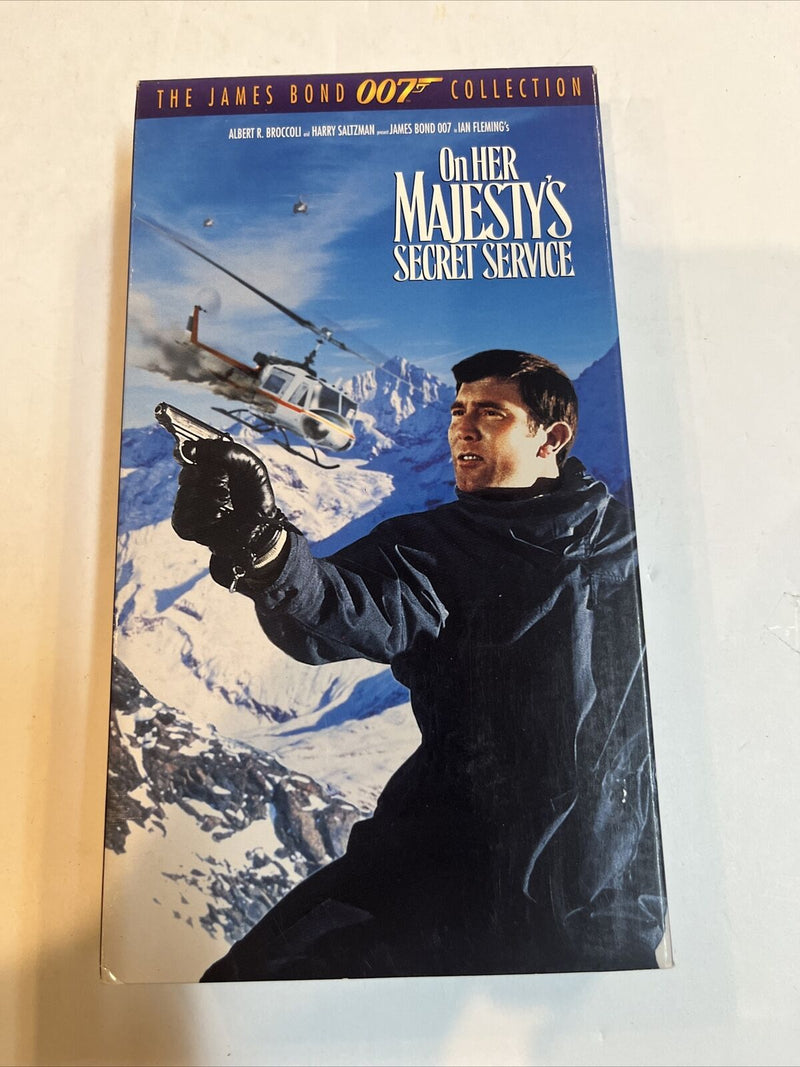 THE JAMES BOND 007 COLLECTION
ALBERT R. BROCCOLI and HARRY SALTZMAN present JAMES BOND 007 in IAN FLEMING's
On HER
MAJESTY'S
SECRET SERVICE